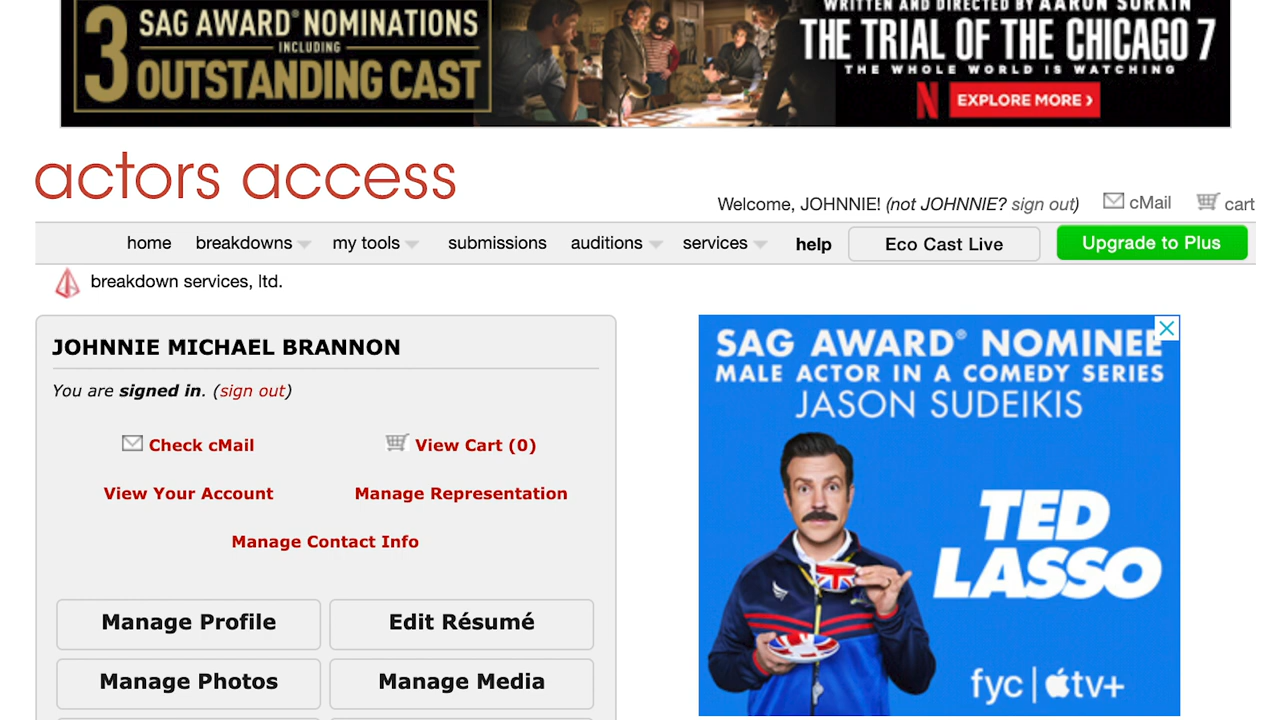 WRITTEN AND DIRECTED BY AARON SORKIN
3 SAG AWARD® NOMINATIONS
INCLUDING
OUTSTANDING CAST
THE TRIAL OF THE CHICAGO 7
THE WHOLE WORLD IS WATCHING
N EXPLORE MORE ›
actors access
Welcome, JOHNNIE! (not JOHNNIE? sign out) cMail cart
home breakdowns my tools submissions auditions services help Eco Cast Live Upgrade to Plus
breakdown services, ltd.
JOHNNIE MICHAEL BRANNON
You are signed in. (sign out)
Check cMail View Cart (0)
View Your Account Manage Representation
Manage Contact Info
Manage Profile Edit Résumé
Manage Photos Manage Media
SAG AWARD® NOMINEE
MALE ACTOR IN A COMEDY SERIES
JASON SUDEIKIS
TED
LASSO
fyc | tv+